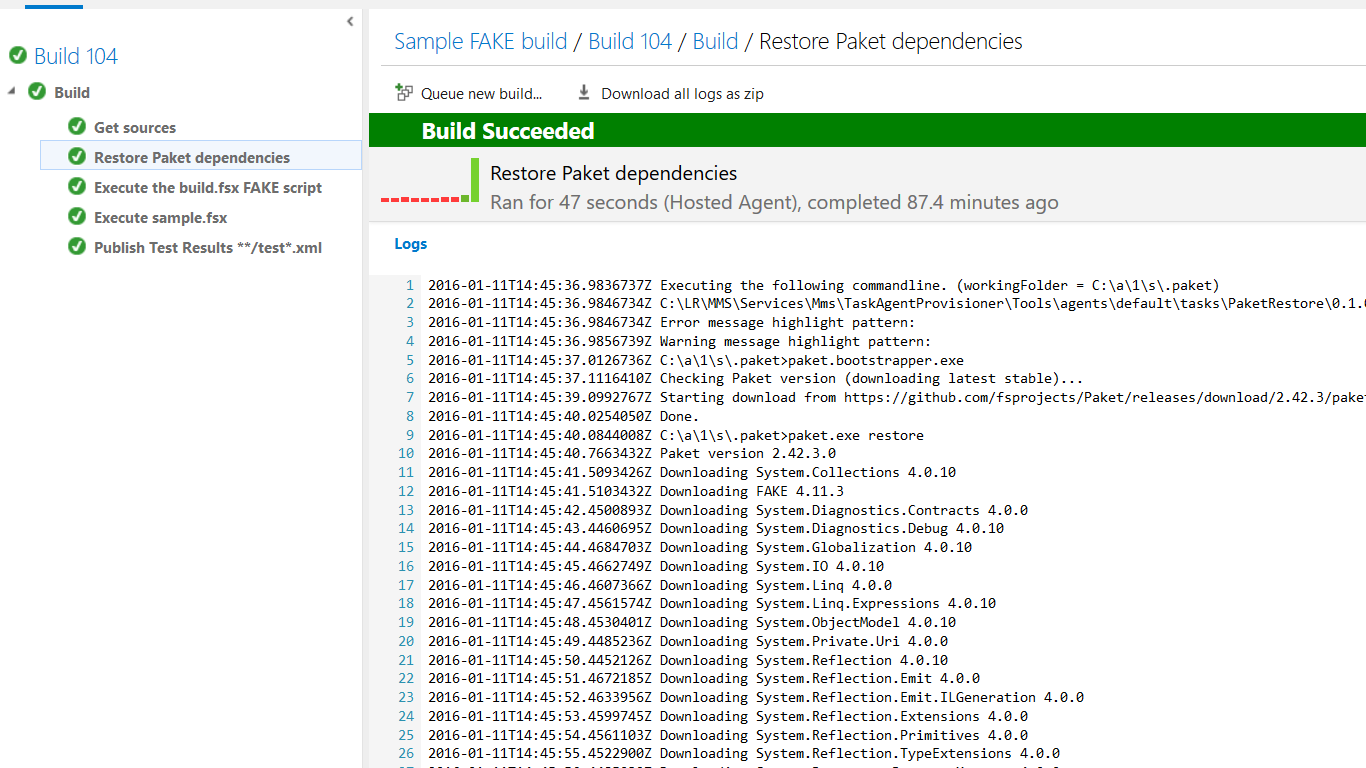 Build 104
Build
Get sources
Restore Paket dependencies
Execute the build.fsx FAKE script
Execute sample.fsx
Publish Test Results **/test*.xml
Sample FAKE build / Build 104 / Build / Restore Paket dependencies
Queue new build...
Download all logs as zip
Build Succeeded
Restore Paket dependencies
Ran for 47 seconds (Hosted Agent), completed 87.4 minutes ago
Logs
1 2016-01-11T14:45:36.9836737Z Executing the following commandline. (workingFolder = C:\a\1\s\.paket)
2 2016-01-11T14:45:36.9846734Z C:\LR\MMS\Services\Mms\TaskAgentProvisioner\Tools\agents\default\tasks\PaketRestore\0.1.
3 2016-01-11T14:45:36.9846734Z Error message highlight pattern:
4 2016-01-11T14:45:36.9856739Z Warning message highlight pattern:
5 2016-01-11T14:45:37.0126736Z C:\a\1\s\.paket>paket.bootstrapper.exe
6 2016-01-11T14:45:37.1116410Z Checking Paket version (downloading latest stable)...
7 2016-01-11T14:45:39.0992767Z Starting download from https://github.com/fsprojects/Paket/releases/download/2.42.3/paket
8 2016-01-11T14:45:40.0254050Z Done.
9 2016-01-11T14:45:40.0844008Z C:\a\1\s\.paket>paket.exe restore
10 2016-01-11T14:45:40.7663432Z Paket version 2.42.3.0
11 2016-01-11T14:45:41.5093426Z Downloading System.Collections 4.0.10
12 2016-01-11T14:45:41.5103432Z Downloading FAKE 4.11.3
13 2016-01-11T14:45:42.4500893Z Downloading System.Diagnostics.Contracts 4.0.0
14 2016-01-11T14:45:43.4460695Z Downloading System.Diagnostics.Debug 4.0.10
15 2016-01-11T14:45:44.4684703Z Downloading System.Globalization 4.0.10
16 2016-01-11T14:45:45.4662749Z Downloading System.IO 4.0.10
17 2016-01-11T14:45:46.4607366Z Downloading System.Linq 4.0.0
18 2016-01-11T14:45:47.4561574Z Downloading System.Linq.Expressions 4.0.10
19 2016-01-11T14:45:48.4530401Z Downloading System.ObjectModel 4.0.10
20 2016-01-11T14:45:49.4485236Z Downloading System.Private.Uri 4.0.0
21 2016-01-11T14:45:50.4452126Z Downloading System.Reflection 4.0.10
22 2016-01-11T14:45:51.4672185Z Downloading System.Reflection.Emit 4.0.0
23 2016-01-11T14:45:52.4633956Z Downloading System.Reflection.Emit.ILGeneration 4.0.0
24 2016-01-11T14:45:53.4599745Z Downloading System.Reflection.Extensions 4.0.0
25 2016-01-11T14:45:54.4561103Z Downloading System.Reflection.Primitives 4.0.0
26 2016-01-11T14:45:55.4522900Z Downloading System.Reflection.TypeExtensions 4.0.0